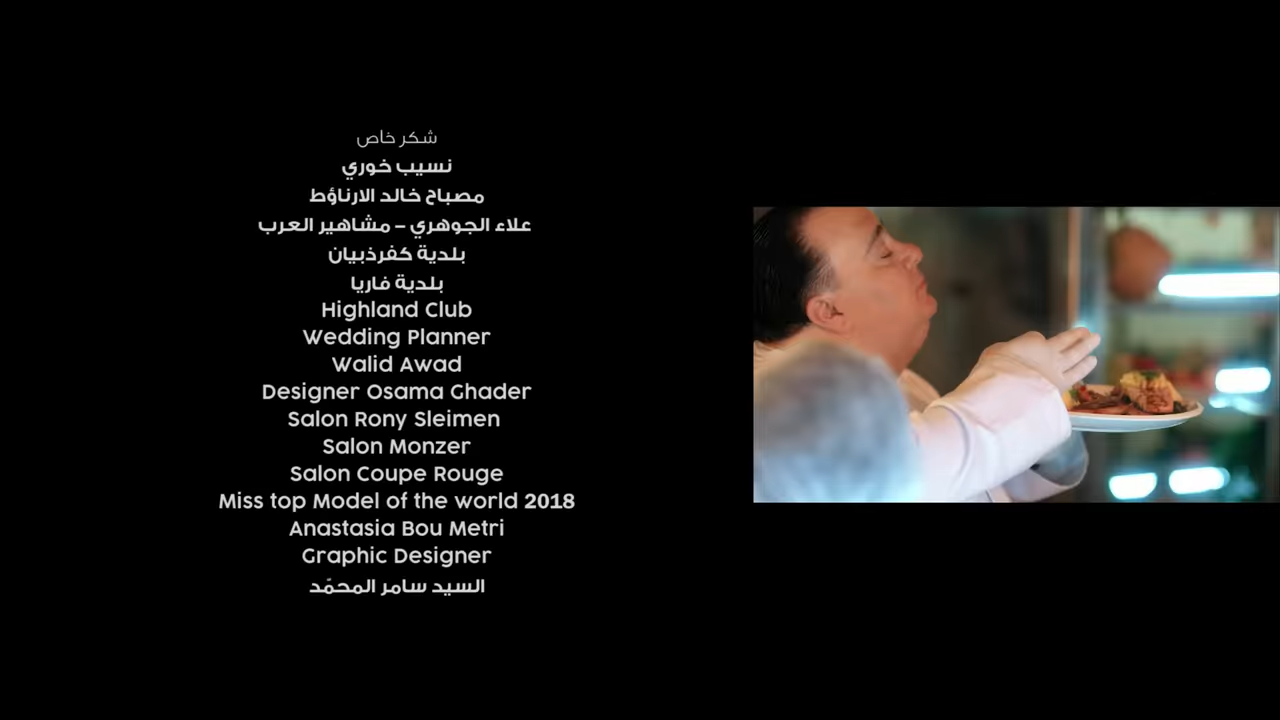 شكر خاص
نسيب خوري
مصباح خالد الارناؤط
علاء الجوهري – مشاهير العرب
بلدية كفرذبيان
بلدية فاريا
Highland Club
Wedding Planner
Walid Awad
Designer Osama Ghader
Salon Rony Sleimen
Salon Monzer
Salon Coupe Rouge
Miss top Model of the world 2018
Anastasia Bou Metri
Graphic Designer
السيد سامر المحمّد